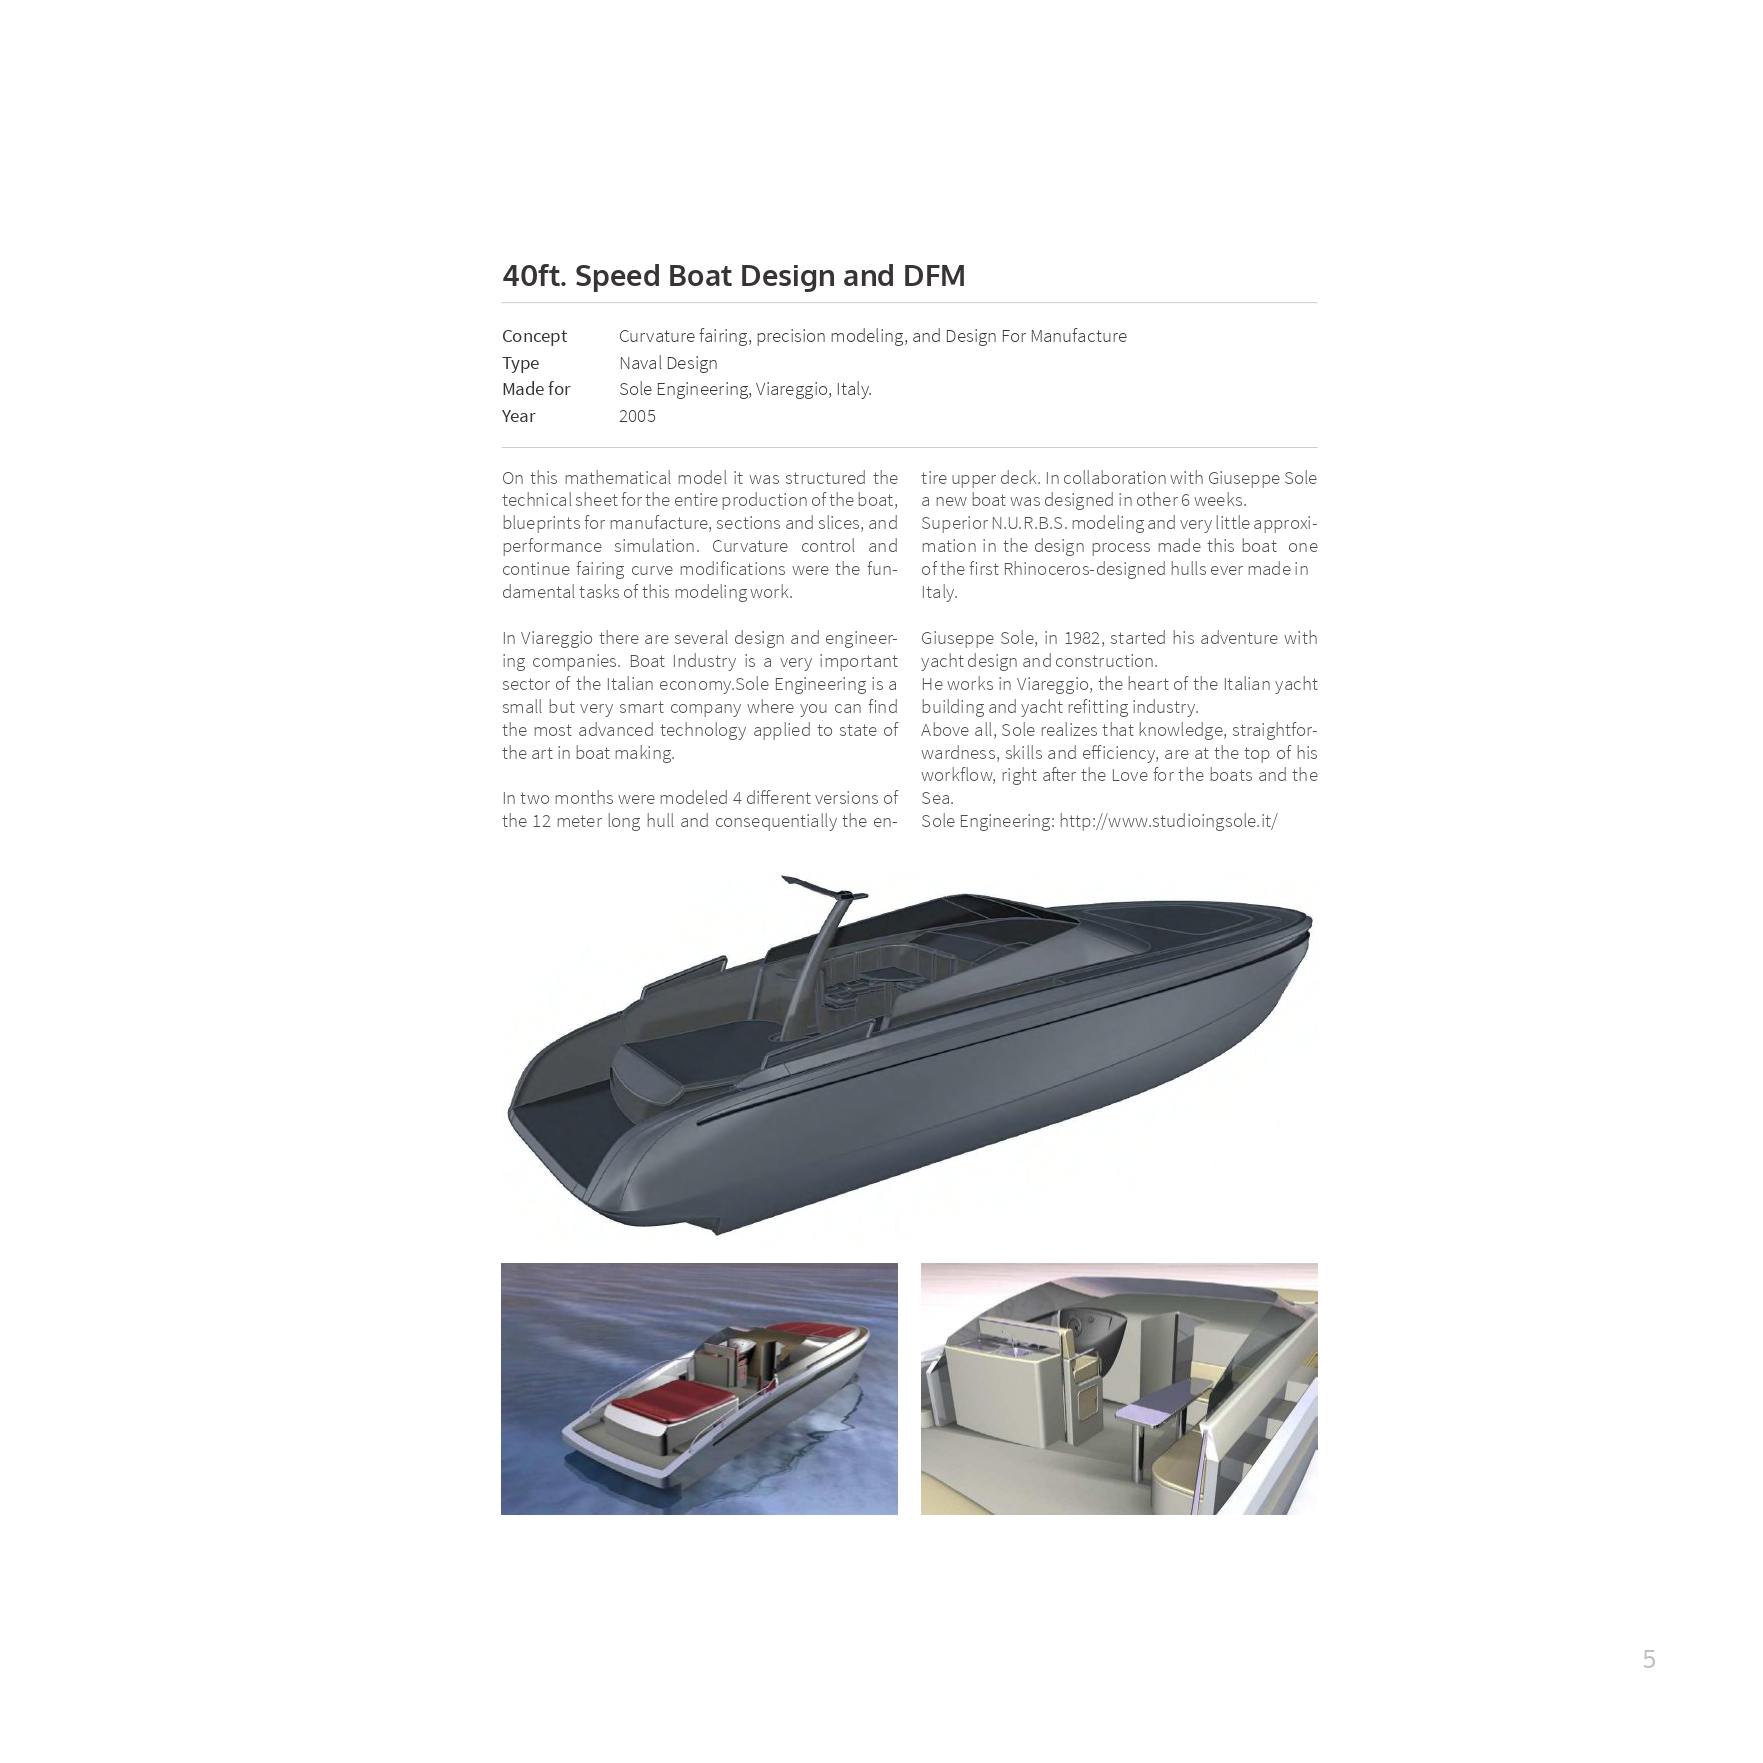 40ft. Speed Boat Design and DFM
Concept Curvature fairing, precision modeling, and Design For Manufacture
Type Naval Design
Made for Sole Engineering, Viareggio, Italy.
Year 2005
On this mathematical model it was structured the
technical sheet for the entire production of the boat,
blueprints for manufacture, sections and slices, and
performance simulation. Curvature control and
continue fairing curve modifications were the fun-
damental tasks of this modeling work.
In Viareggio there are several design and engineer-
ing companies. Boat Industry is a very important
sector of the Italian economy.Sole Engineering is a
small but very smart company where you can find
the most advanced technology applied to state of
the art in boat making.
In two months were modeled 4 different versions of
the 12 meter long hull and consequentially the en-
tire upper deck. In collaboration with Giuseppe Sole
a new boat was designed in other 6 weeks.
Superior N.U.R.B.S. modeling and very little approxi-
mation in the design process made this boat one
of the first Rhinoceros-designed hulls ever made in
Italy.
Giuseppe Sole, in 1982, started his adventure with
yacht design and construction.
He works in Viareggio, the heart of the Italian yacht
building and yacht refitting industry.
Above all, Sole realizes that knowledge, straightfor-
wardness, skills and efficiency, are at the top of his
workflow, right after the Love for the boats and the
Sea.
Sole Engineering: http://www.studioingsole.it/
5